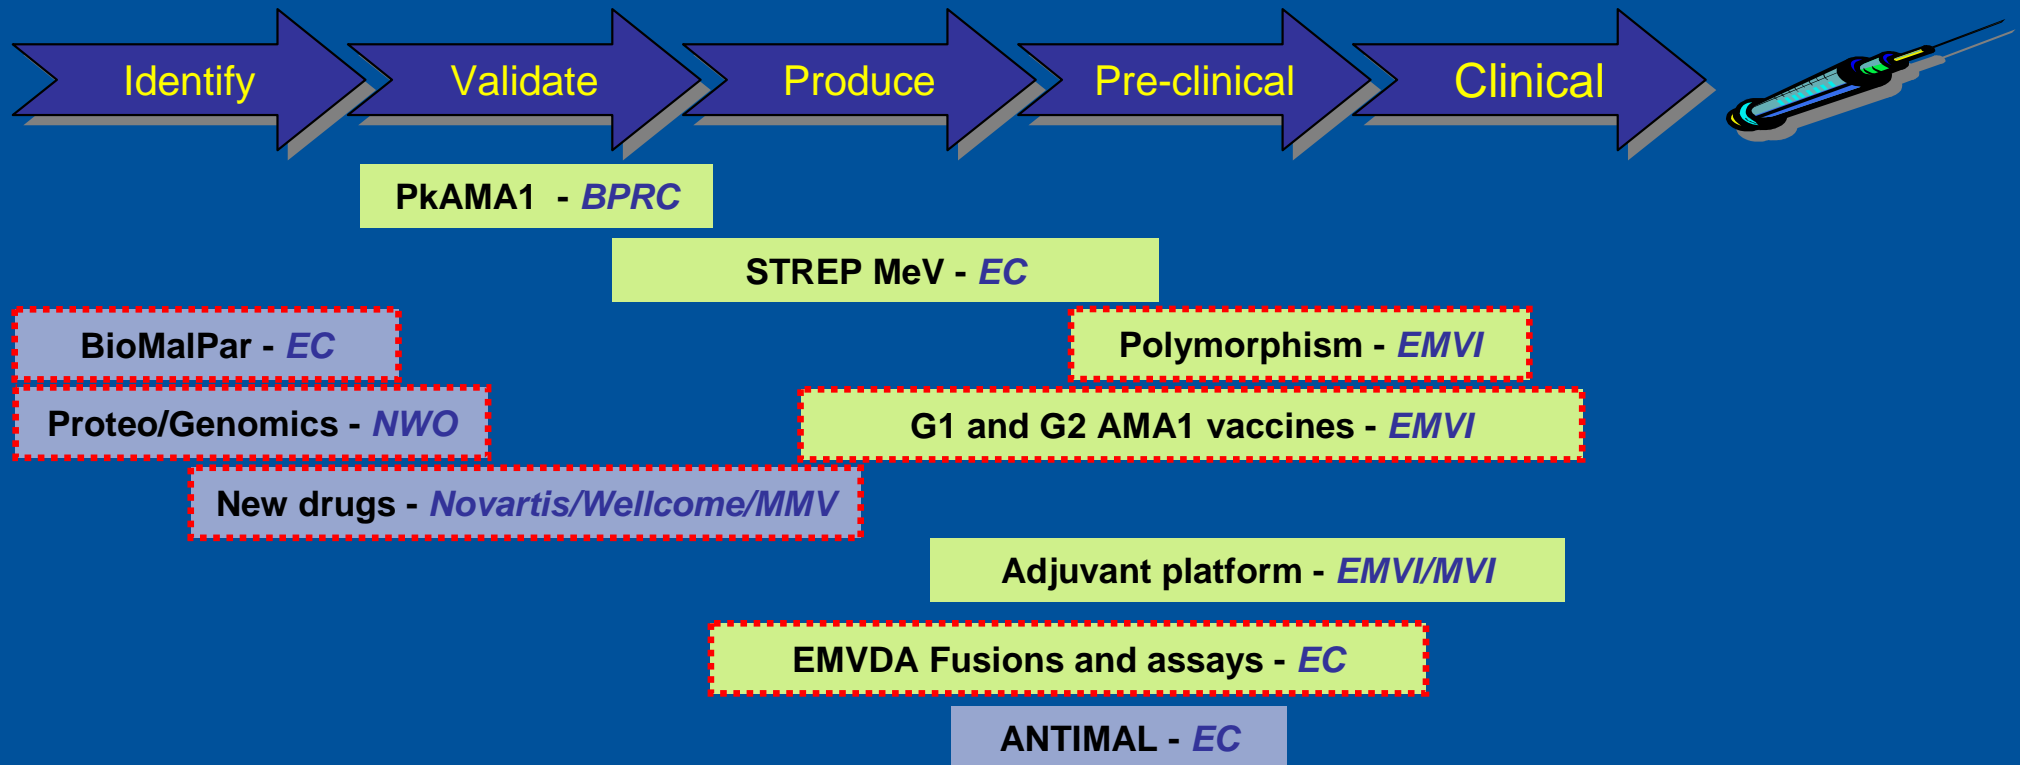 Identify Validate Produce Pre-clinical Clinical
PkAMA1 - BPRC
STREP MeV - EC
BioMalPar - EC
Polymorphism - EMVI
Proteo/Genomics - NWO
G1 and G2 AMA1 vaccines - EMVI
New drugs - Novartis/Wellcome/MMV
Adjuvant platform - EMVI/MVI
EMVDA Fusions and assays - EC
ANTIMAL - EC